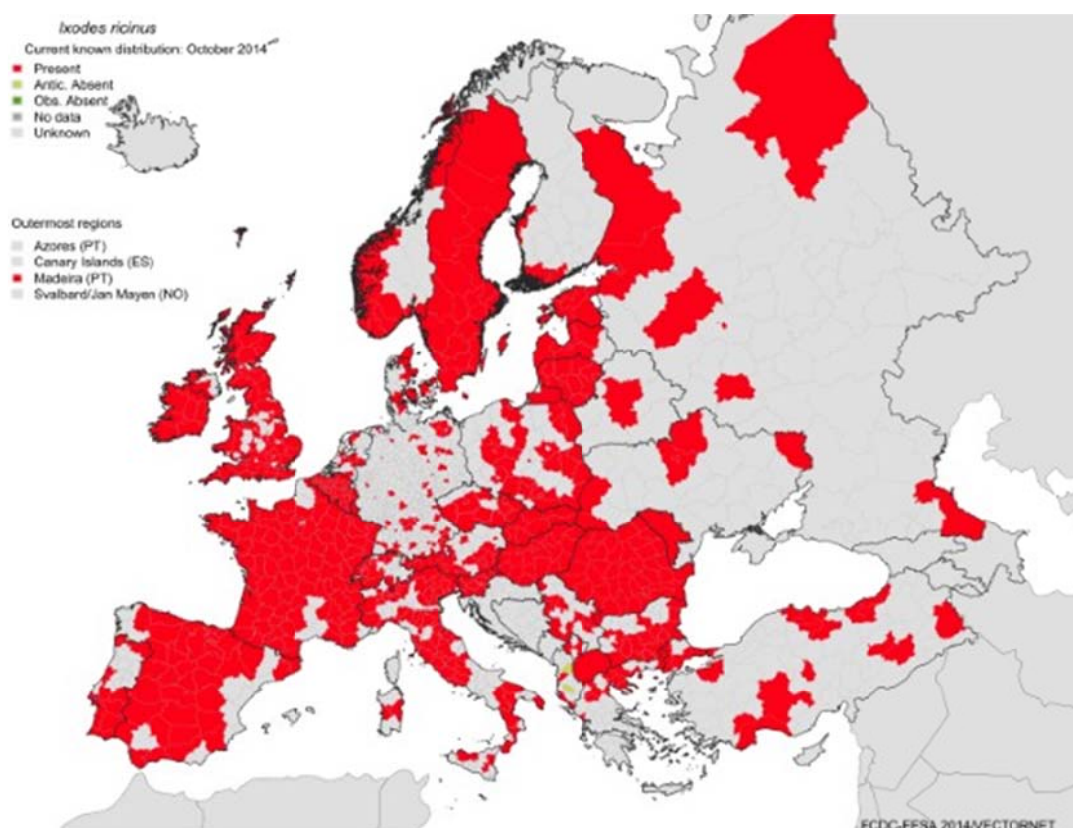 Ixodes ricinus
Current known distribution: October 2014
Present
Antic. Absent
Obs. Absent
No data
Unknown
Outermost regions
Azores (PT)
Canary Islands (ES)
Madeira (PT)
Svalbard/Jan Mayen (NO)
ECDC-EFSA 2014/VECTORNET